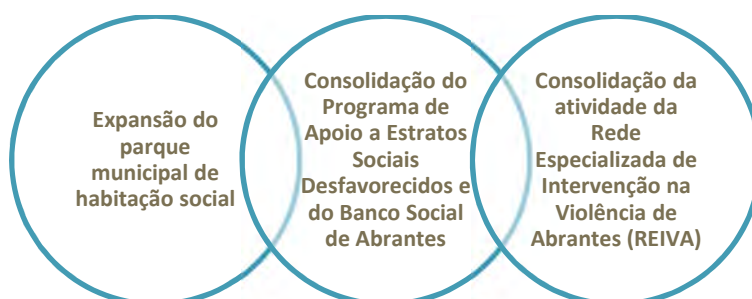 Expansão do
parque
municipal de
habitação social
Consolidação do
Programa de
Apoio a Estratos
Sociais
Desfavorecidos e
do Banco Social
de Abrantes
Consolidação da
atividade da
Rede
Especializada de
Intervenção na
Violência de
Abrantes (REIVA)